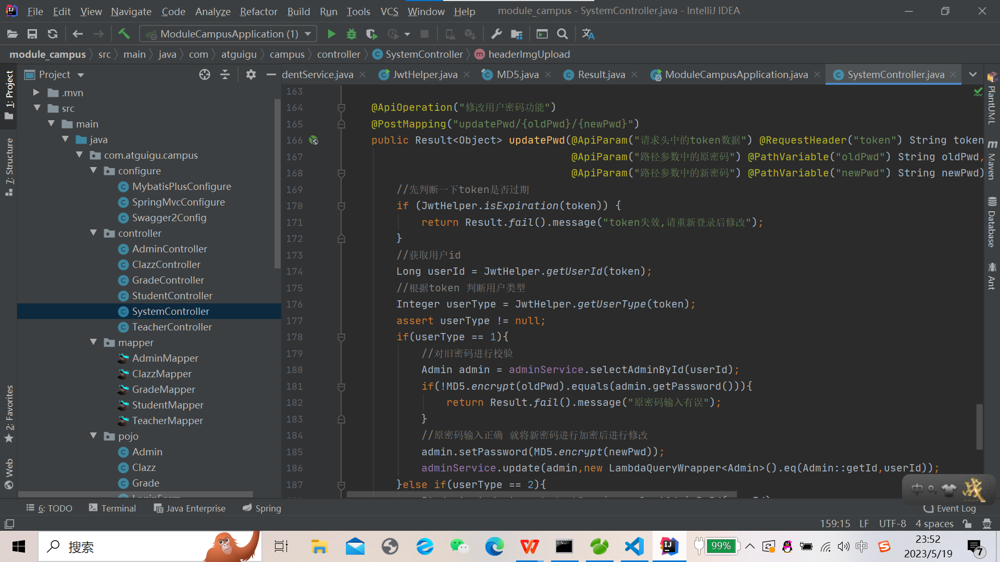 File Edit View Navigate Code Analyze Refactor Build Run Tools VCS Window Help module_campus - SystemController.java - IntelliJ IDEA
ModuleCampusApplication (1)
module_campus src main java com atguigu campus controller SystemController headerImgUpload
Project
dentService.java JwtHelper.java MD5.java Result.java ModuleCampusApplication.java SystemController.java
1: Project
7: Structure
2: Favorites
Web
.mvn
src
main
java
com.atguigu.campus
configure
MybatisPlusConfigure
SpringMvcConfigure
Swagger2Config
controller
AdminController
ClazzController
GradeController
StudentController
SystemController
TeacherController
mapper
AdminMapper
ClazzMapper
GradeMapper
StudentMapper
TeacherMapper
pojo
Admin
Clazz
Grade
LoginForm
163
164 @ApiOperation("修改用户密码功能")
165 @PostMapping("updatePwd/{oldPwd}/{newPwd}")
166 public Result<Object> updatePwd(@ApiParam("请求头中的token数据") @RequestHeader("token") String token
167 @ApiParam("路径参数中的原密码") @PathVariable("oldPwd") String oldPwd,
168 @ApiParam("路径参数中的新密码") @PathVariable("newPwd") String newPwd)
169 //先判断一下token是否过期
170 if (JwtHelper.isExpiration(token)) {
171 return Result.fail().message("token失效,请重新登录后修改");
172 }
173 //获取用户id
174 Long userId = JwtHelper.getUserId(token);
175 //根据token 判断用户类型
176 Integer userType = JwtHelper.getUserType(token);
177 assert userType != null;
178 if(userType == 1){
179 //对旧密码进行校验
180 Admin admin = adminService.selectAdminById(userId);
181 if(!MD5.encrypt(oldPwd).equals(admin.getPassword())){
182 return Result.fail().message("原密码输入有误");
183 }
184 //原密码输入正确 就将新密码进行加密后进行修改
185 admin.setPassword(MD5.encrypt(newPwd));
186 adminService.update(admin,new LambdaQueryWrapper<Admin>().eq(Admin::getId,userId));
187 }else if(userType == 2){
PlantUML
Maven
Database
Ant
中
6: TODO Terminal Java Enterprise Spring Event Log
159:15 LF UTF-8 4 spaces
搜索
99%
中
23:52
2023/5/19
7